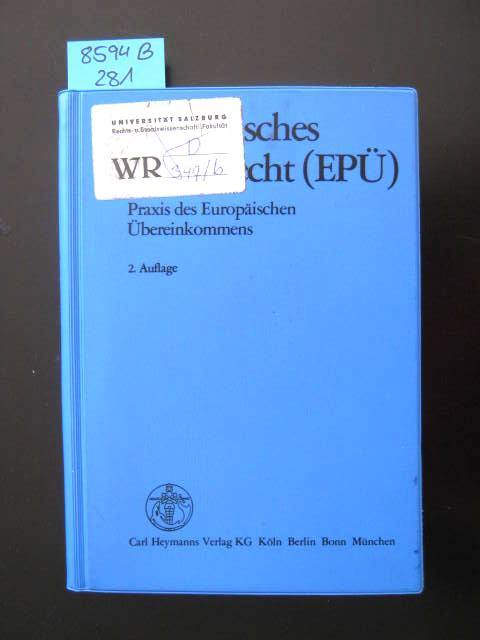 8594 B
281
UNIVERSITÄT SALZBURG
Rechts- u. Staatswissenschaftl. Fakultät
WR
D
347/b
sches
echt (EPÜ)
Praxis des Europäischen
Übereinkommens
2. Auflage
Carl Heymanns Verlag KG Köln Berlin Bonn München